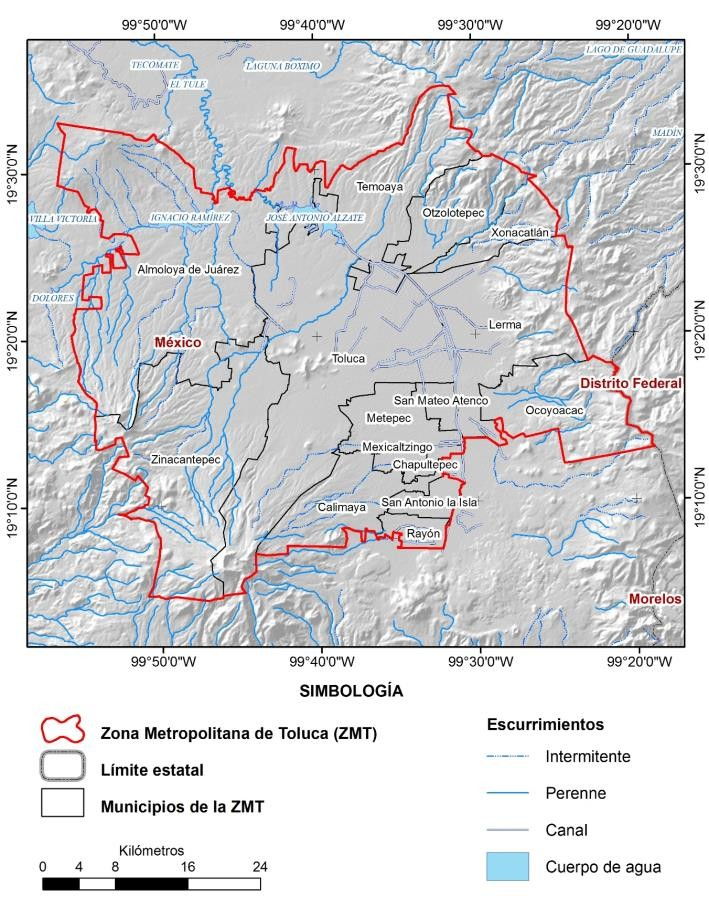 99°50'0"W 99°40'0"W 99°30'0"W 99°20'0"W
LAGO DE GUADALUPE
TECOMATE
LAGUNA BOXIMO
EL TULE
MADÍN
19°30'0"N
19°30'0"N
Temoaya
Otzolotepec
VILLA VICTORIA
IGNACIO RAMÍREZ
JOSÉ ANTONIO ALZATE
Xonacatlán
Almoloya de Juárez
DOLORES
Lerma
19°20'0"N
México
19°20'0"N
Toluca
Distrito Federal
San Mateo Atenco
Ocoyoacac
Metepec
Mexicaltzingo
Zinacantepec
Chapultepec
19°10'0"N
Calimaya
San Antonio la Isla
19°10'0"N
Rayón
Morelos
99°50'0"W 99°40'0"W 99°30'0"W 99°20'0"W
SIMBOLOGÍA
Zona Metropolitana de Toluca (ZMT)
Límite estatal
Municipios de la ZMT
Kilómetros
0 4 8 16 24
Escurrimientos
Intermitente
Perenne
Canal
Cuerpo de agua